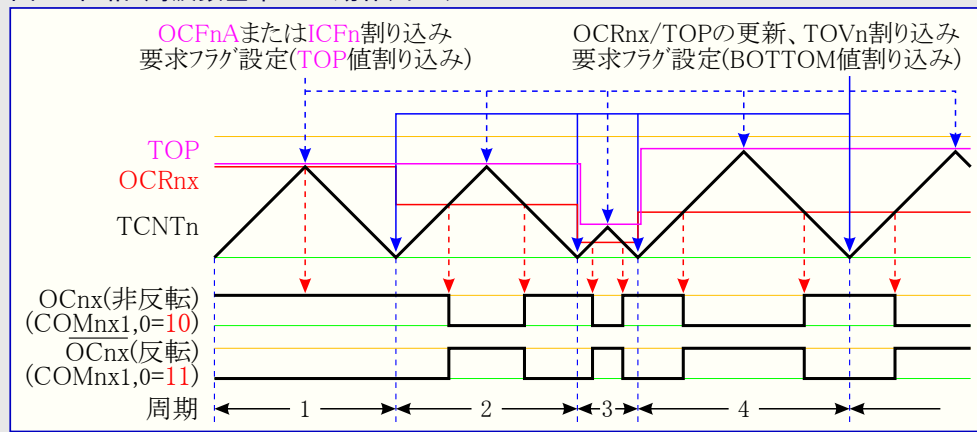 OCFnAまたはICFn割り込み
要求フラグ設定(TOP値割り込み)
OCRnx/TOPの更新、TOVn割り込み
要求フラグ設定(BOTTOM値割り込み)
TOP
OCRnx
TCNTn
OCnx(非反転)
(COMnx1,0=10)
OCnx(反転)
(COMnx1,0=11)
周期
1
2
3
4